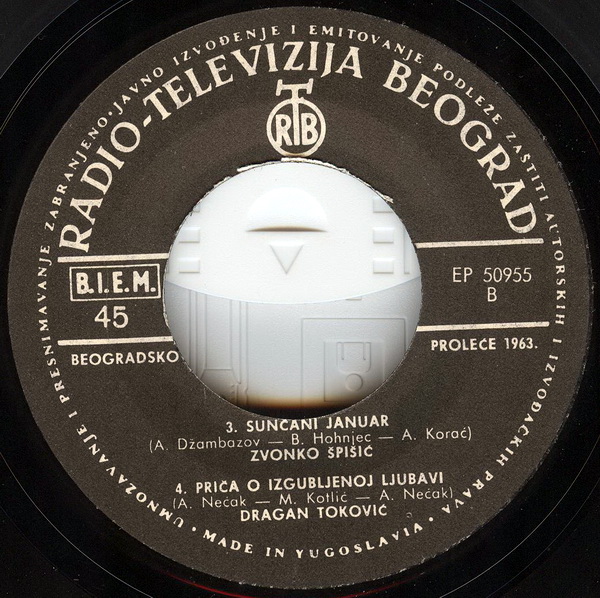 UMNOŽAVANJE I PRESNIMAVANJE ZABRANJENO • JAVNO IZVOĐENJE I EMITOVANJE PODLEŽE ZAŠTITI AUTORSKIH I IZVOĐAČKIH PRAVA •
RADIO-TELEVIZIJA BEOGRAD
RTB
B.I.E.M.
45
EP 50955
B
BEOGRADSKO
PROLEĆE 1963.
3. SUNČANI JANUAR
(A. Džambazov — B. Hohnjec — A. Korać)
ZVONKO ŠPIŠIĆ
4. PRIČA O IZGUBLJENOJ LJUBAVI
(A. Nečak — M. Kotlić — A. Nečak)
DRAGAN TOKOVIĆ
• MADE IN YUGOSLAVIA •